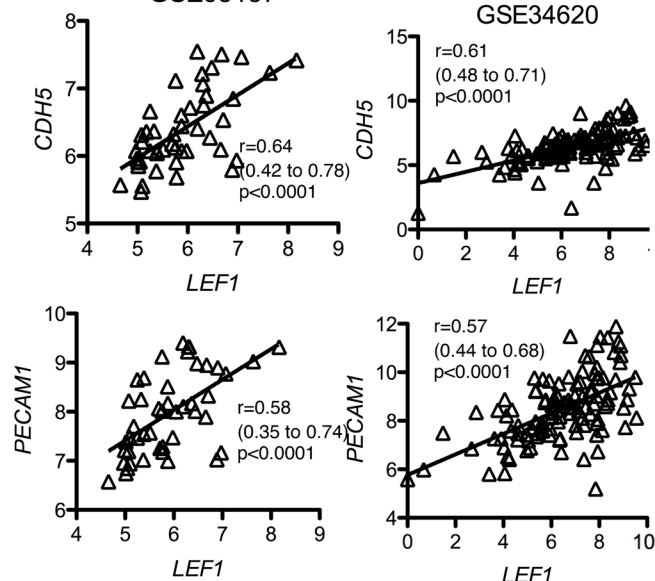 GSE34620
8
7
6
5
CDH5
r=0.64
(0.42 to 0.78)
p<0.0001
4 5 6 7 8 9
LEF1
15
10
5
0
CDH5
r=0.61
(0.48 to 0.71)
p<0.0001
0 2 4 6 8
LEF1
10
9
8
7
6
PECAM1
r=0.58
(0.35 to 0.74)
p<0.0001
4 5 6 7 8 9
LEF1
12
10
8
6
4
PECAM1
r=0.57
(0.44 to 0.68)
p<0.0001
0 2 4 6 8 10
LEF1